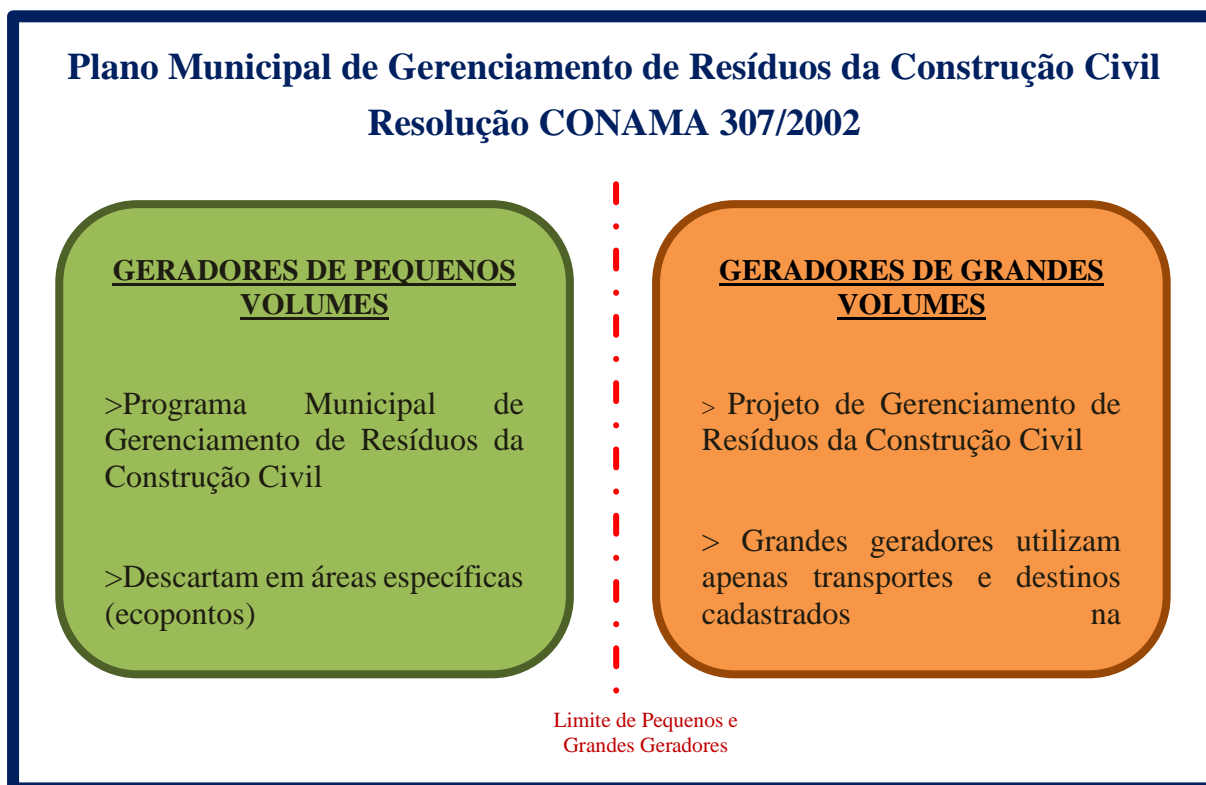 Plano Municipal de Gerenciamento de Resíduos da Construção Civil
Resolução CONAMA 307/2002
GERADORES DE PEQUENOS
VOLUMES
>Programa Municipal de
Gerenciamento de Resíduos da
Construção Civil
>Descartam em áreas específicas
(ecopontos)
GERADORES DE GRANDES
VOLUMES
> Projeto de Gerenciamento de
Resíduos da Construção Civil
> Grandes geradores utilizam
apenas transportes e destinos
cadastrados na
Limite de Pequenos e
Grandes Geradores